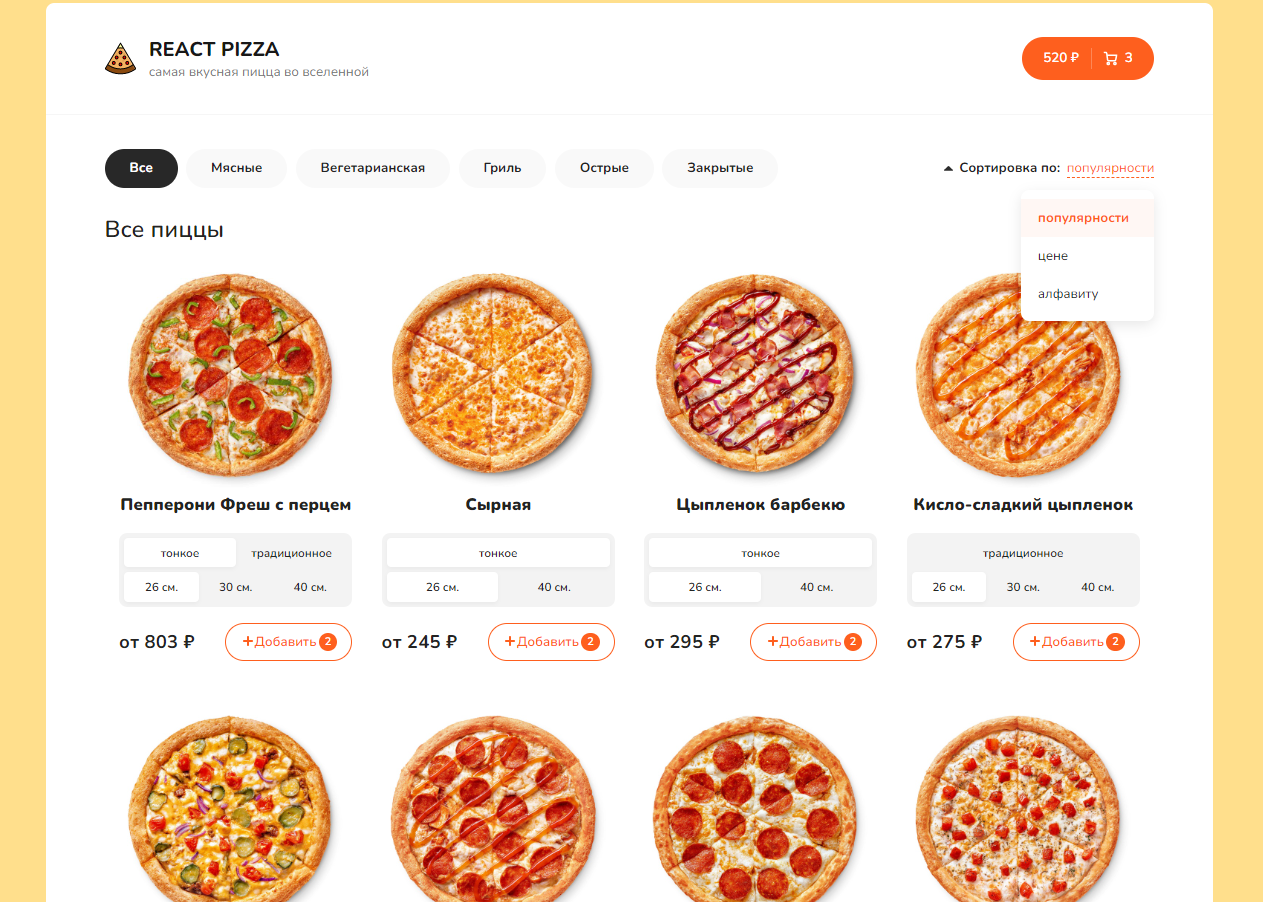 REACT PIZZA
самая вкусная пицца во вселенной
520 ₽ 3
Все Мясные Вегетарианская Гриль Острые Закрытые
Сортировка по: популярности
популярности
цене
алфавиту
Все пиццы
Пепперони Фреш с перцем
тонкое традиционное
26 см. 30 см. 40 см.
от 803 ₽ +Добавить 2
Сырная
тонкое
26 см. 40 см.
от 245 ₽ +Добавить 2
Цыпленок барбекю
тонкое
26 см. 40 см.
от 295 ₽ +Добавить 2
Кисло-сладкий цыпленок
традиционное
26 см. 30 см. 40 см.
от 275 ₽ +Добавить 2